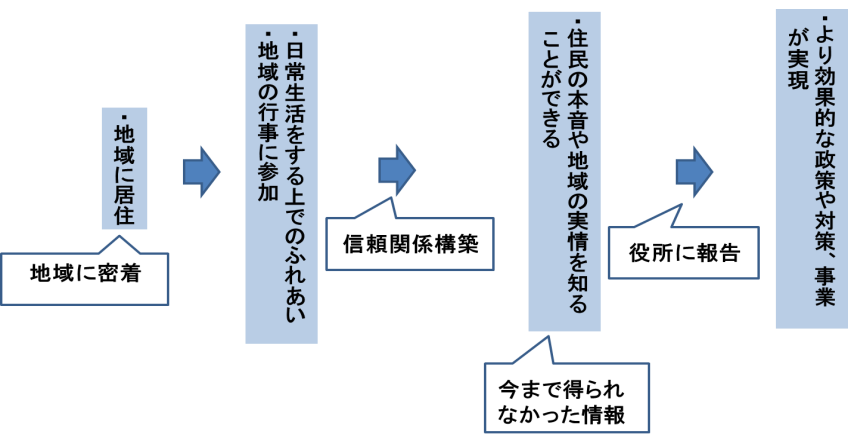 ・地域に居住
地域に密着
・日常生活をする上でのふれあい
・地域の行事に参加
信頼関係構築
・住民の本音や地域の実情を知る
ことができる
今まで得られ
なかった情報
役所に報告
・より効果的な政策や対策、事業
が実現